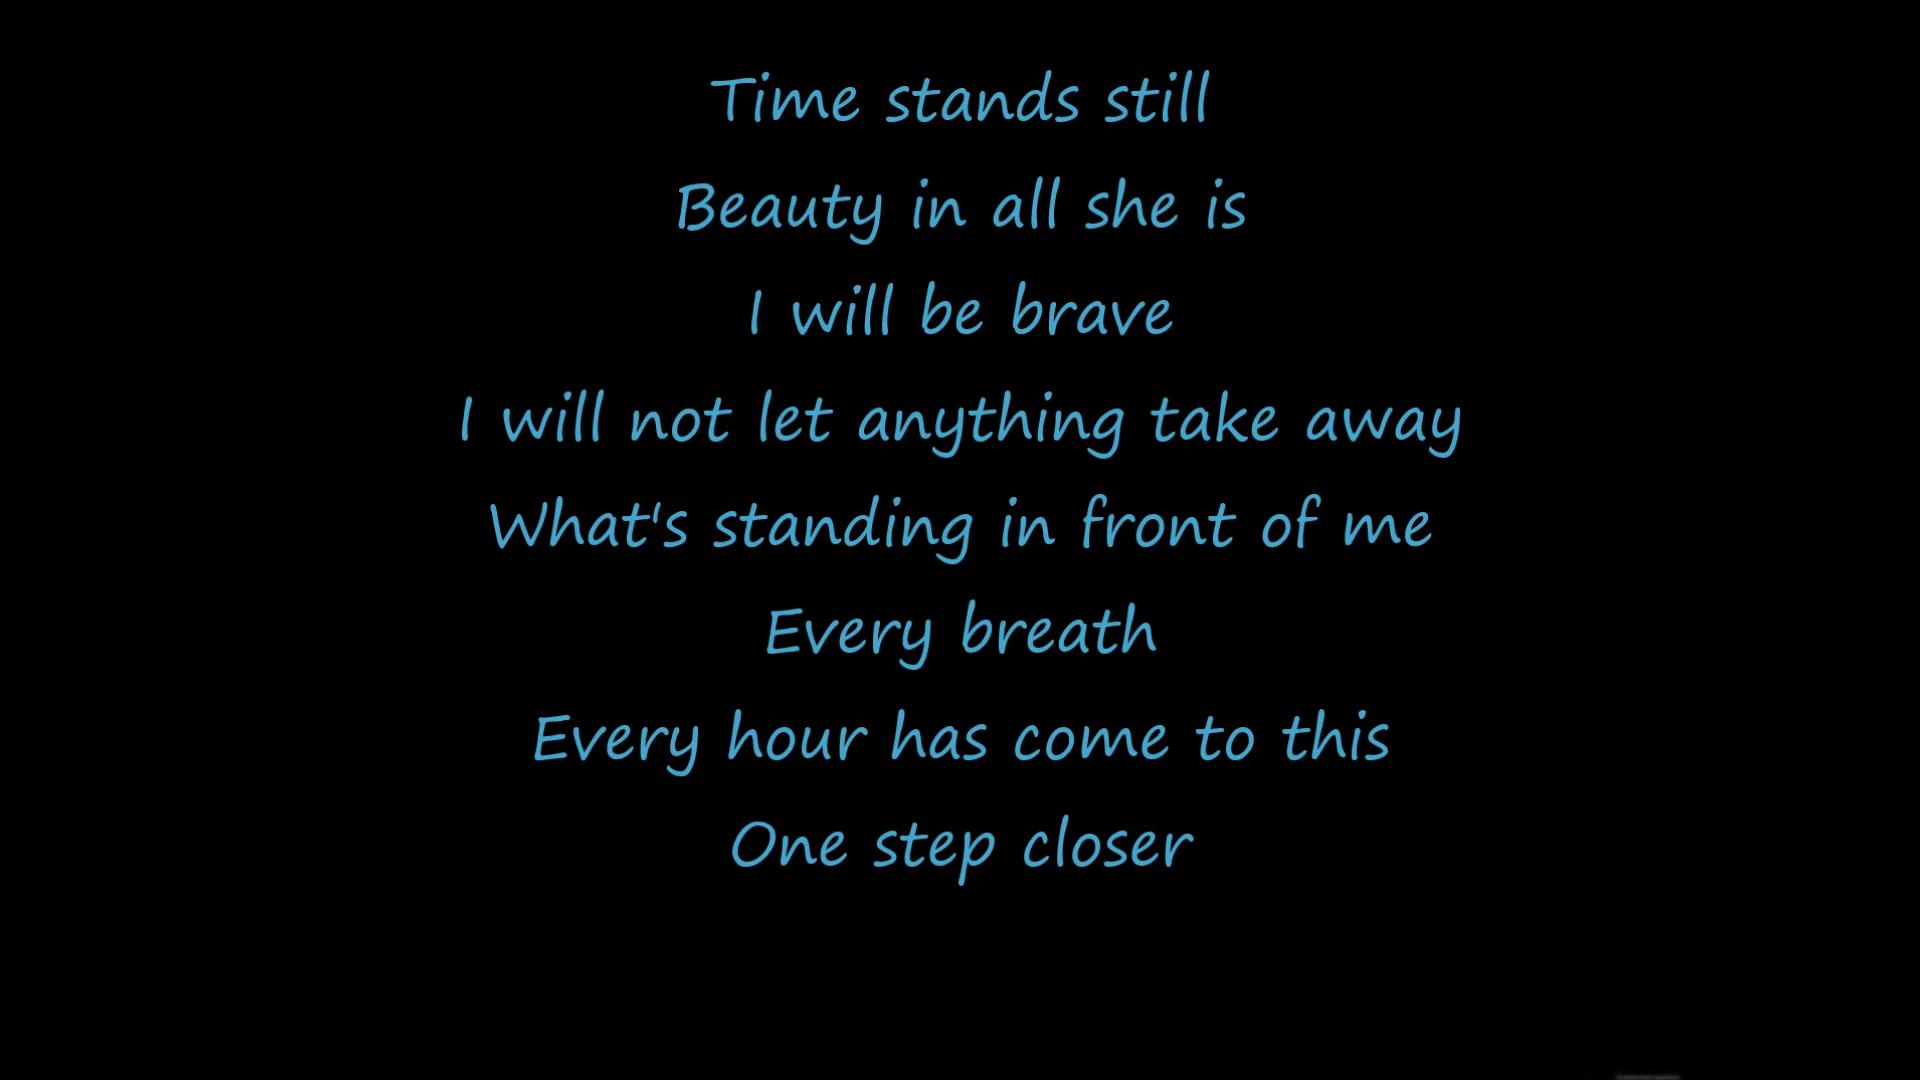 Time stands still
Beauty in all she is
I will be brave
I will not let anything take away
What's standing in front of me
Every breath
Every hour has come to this
One step closer